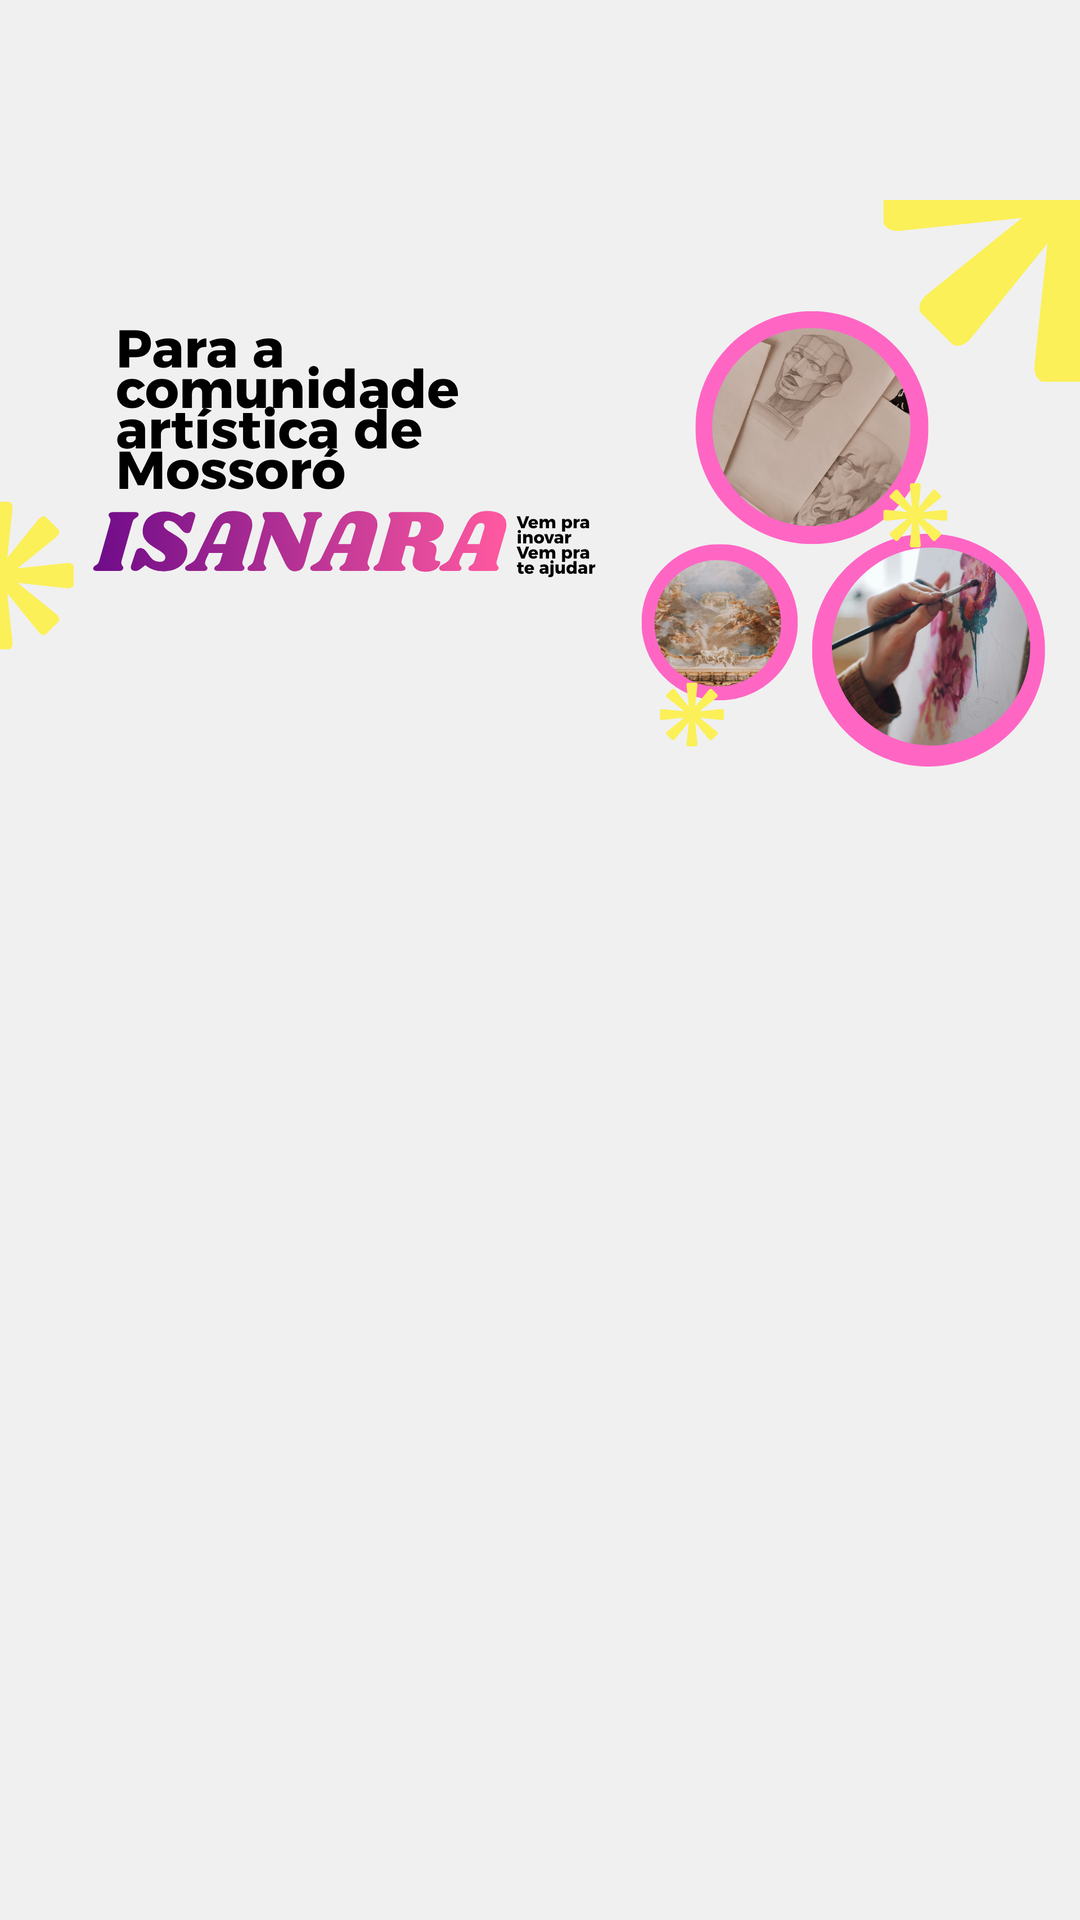 Para a
comunidade
artística de
Mossoró
ISANARA
Vem pra
inovar
Vem pra
te ajudar